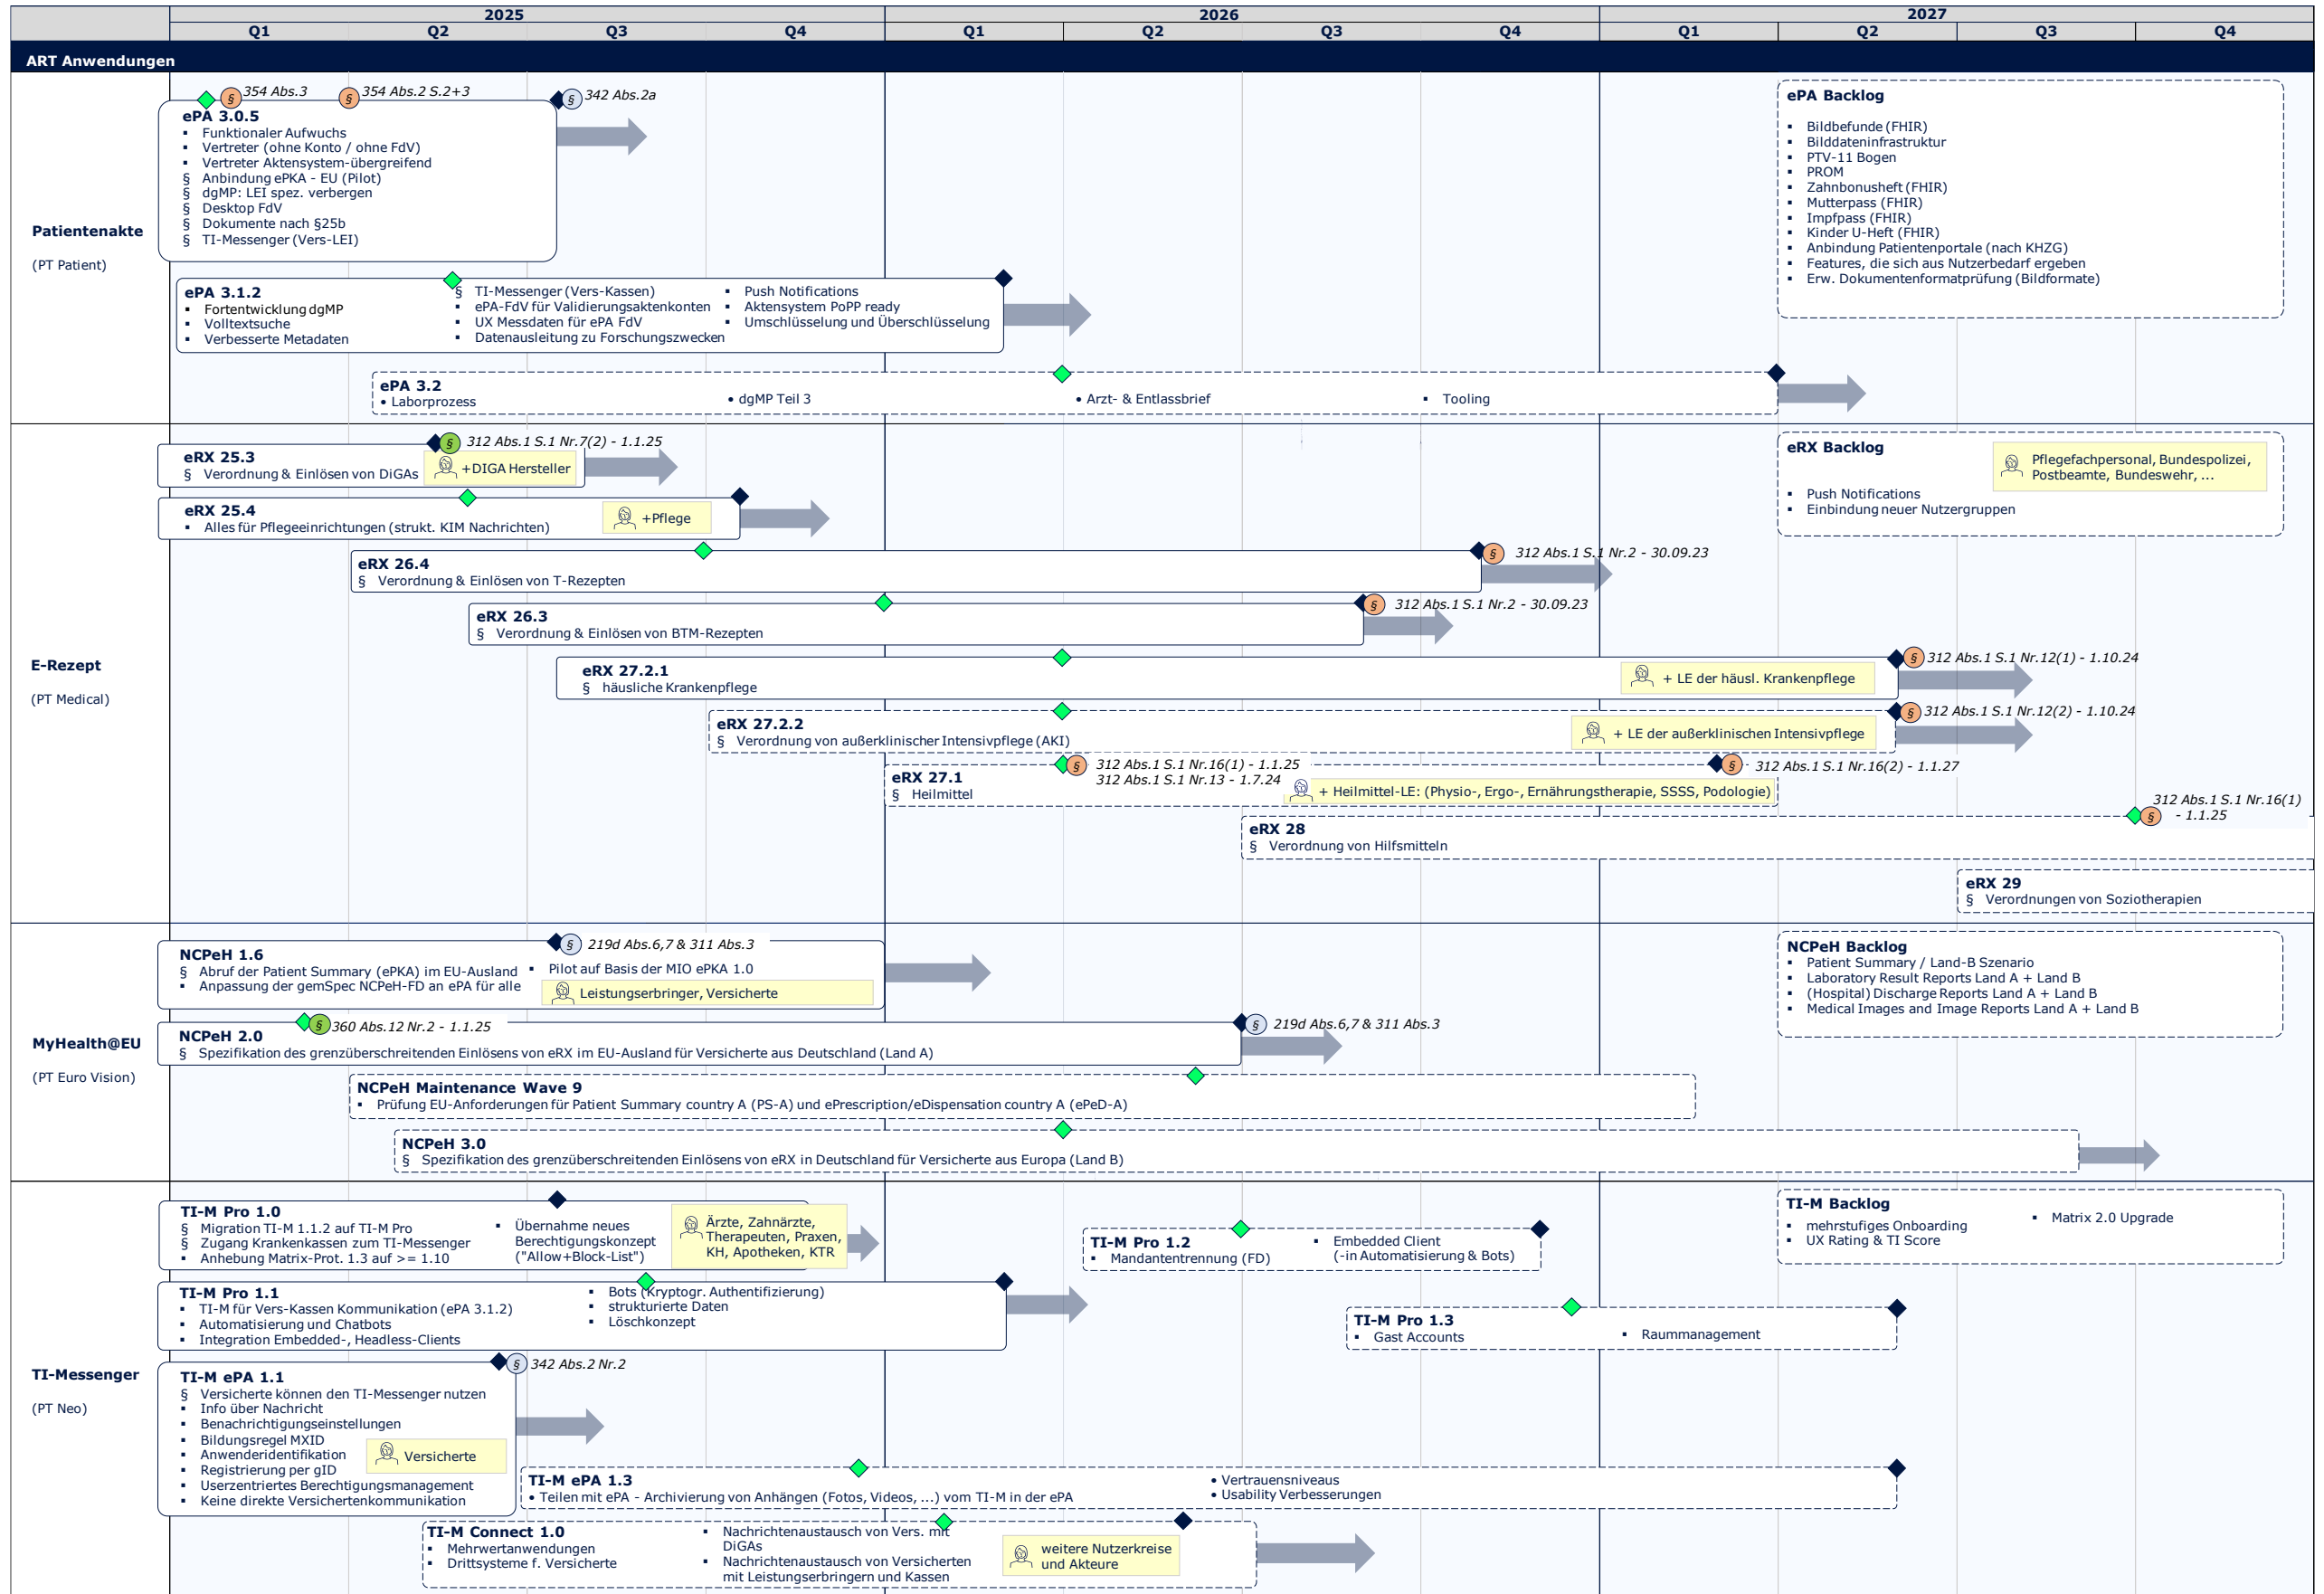 2025
2026
2027
Q1 Q2 Q3 Q4 Q1 Q2 Q3 Q4 Q1 Q2 Q3 Q4
ART Anwendungen
Patientenakte
(PT Patient)
§ 354 Abs.3
§ 354 Abs.2 S.2+3
§ 342 Abs.2a
ePA 3.0.5
▪ Funktionaler Aufwuchs
▪ Vertreter (ohne Konto / ohne FdV)
▪ Vertreter Aktensystem-übergreifend
§ Anbindung ePKA - EU (Pilot)
§ dgMP: LEI spez. verbergen
§ Desktop FdV
§ Dokumente nach §25b
§ TI-Messenger (Vers-LEI)
ePA Backlog
▪ Bildbefunde (FHIR)
▪ Bilddateninfrastruktur
▪ PTV-11 Bogen
▪ PROM
▪ Zahnbonusheft (FHIR)
▪ Mutterpass (FHIR)
▪ Impfpass (FHIR)
▪ Kinder U-Heft (FHIR)
▪ Anbindung Patientenportale (nach KHZG)
▪ Features, die sich aus Nutzerbedarf ergeben
▪ Erw. Dokumentenformatprüfung (Bildformate)
ePA 3.1.2
▪ Fortentwicklung dgMP
▪ Volltextsuche
▪ Verbesserte Metadaten
§ TI-Messenger (Vers-Kassen)
▪ ePA-FdV für Validierungsaktenkonten
▪ UX Messdaten für ePA FdV
▪ Datenausleitung zu Forschungszwecken
▪ Push Notifications
▪ Aktensystem PoPP ready
▪ Umschlüsselung und Überschlüsselung
ePA 3.2
• Laborprozess
• dgMP Teil 3
• Arzt- & Entlassbrief
▪ Tooling
E-Rezept
(PT Medical)
§ 312 Abs.1 S.1 Nr.7(2) - 1.1.25
eRX 25.3
§ Verordnung & Einlösen von DiGAs
+DIGA Hersteller
eRX Backlog
Pflegefachpersonal, Bundespolizei,
Postbeamte, Bundeswehr, ...
▪ Push Notifications
▪ Einbindung neuer Nutzergruppen
eRX 25.4
▪ Alles für Pflegeeinrichtungen (strukt. KIM Nachrichten)
+Pflege
eRX 26.4
§ Verordnung & Einlösen von T-Rezepten
§ 312 Abs.1 S.1 Nr.2 - 30.09.23
eRX 26.3
§ Verordnung & Einlösen von BTM-Rezepten
§ 312 Abs.1 S.1 Nr.2 - 30.09.23
eRX 27.2.1
§ häusliche Krankenpflege
+ LE der häusl. Krankenpflege
§ 312 Abs.1 S.1 Nr.12(1) - 1.10.24
eRX 27.2.2
§ Verordnung von außerklinischer Intensivpflege (AKI)
+ LE der außerklinischen Intensivpflege
§ 312 Abs.1 S.1 Nr.12(2) - 1.10.24
eRX 27.1
§ Heilmittel
§ 312 Abs.1 S.1 Nr.16(1) - 1.1.25
312 Abs.1 S.1 Nr.13 - 1.7.24
+ Heilmittel-LE: (Physio-, Ergo-, Ernährungstherapie, SSSS, Podologie)
§ 312 Abs.1 S.1 Nr.16(2) - 1.1.27
eRX 28
§ Verordnung von Hilfsmitteln
§ 312 Abs.1 S.1 Nr.16(1)
- 1.1.25
eRX 29
§ Verordnungen von Soziotherapien
MyHealth@EU
(PT Euro Vision)
NCPeH 1.6
§ Abruf der Patient Summary (ePKA) im EU-Ausland
▪ Anpassung der gemSpec NCPeH-FD an ePA für alle
§ 219d Abs.6,7 & 311 Abs.3
▪ Pilot auf Basis der MIO ePKA 1.0
Leistungserbringer, Versicherte
NCPeH Backlog
▪ Patient Summary / Land-B Szenario
▪ Laboratory Result Reports Land A + Land B
▪ (Hospital) Discharge Reports Land A + Land B
▪ Medical Images and Image Reports Land A + Land B
§ 360 Abs.12 Nr.2 - 1.1.25
NCPeH 2.0
§ Spezifikation des grenzüberschreitenden Einlösens von eRX im EU-Ausland für Versicherte aus Deutschland (Land A)
§ 219d Abs.6,7 & 311 Abs.3
NCPeH Maintenance Wave 9
▪ Prüfung EU-Anforderungen für Patient Summary country A (PS-A) und ePrescription/eDispensation country A (ePeD-A)
NCPeH 3.0
§ Spezifikation des grenzüberschreitenden Einlösens von eRX in Deutschland für Versicherte aus Europa (Land B)
TI-Messenger
(PT Neo)
TI-M Pro 1.0
§ Migration TI-M 1.1.2 auf TI-M Pro
§ Zugang Krankenkassen zum TI-Messenger
▪ Anhebung Matrix-Prot. 1.3 auf >= 1.10
▪ Übernahme neues
Berechtigungskonzept
("Allow+Block-List")
Ärzte, Zahnärzte,
Therapeuten, Praxen,
KH, Apotheken, KTR
TI-M Pro 1.2
▪ Mandantentrennung (FD)
▪ Embedded Client
(-in Automatisierung & Bots)
TI-M Backlog
▪ mehrstufiges Onboarding
▪ UX Rating & TI Score
▪ Matrix 2.0 Upgrade
TI-M Pro 1.1
▪ TI-M für Vers-Kassen Kommunikation (ePA 3.1.2)
▪ Automatisierung und Chatbots
▪ Integration Embedded-, Headless-Clients
▪ Bots (Kryptogr. Authentifizierung)
▪ strukturierte Daten
▪ Löschkonzept
TI-M Pro 1.3
▪ Gast Accounts
▪ Raummanagement
§ 342 Abs.2 Nr.2
TI-M ePA 1.1
§ Versicherte können den TI-Messenger nutzen
▪ Info über Nachricht
▪ Benachrichtigungseinstellungen
▪ Bildungsregel MXID
▪ Anwenderidentifikation
▪ Registrierung per gID
▪ Userzentriertes Berechtigungsmanagement
▪ Keine direkte Versichertenkommunikation
Versicherte
TI-M ePA 1.3
• Teilen mit ePA - Archivierung von Anhängen (Fotos, Videos, ...) vom TI-M in der ePA
• Vertrauensniveaus
• Usability Verbesserungen
TI-M Connect 1.0
▪ Mehrwertanwendungen
▪ Drittsysteme f. Versicherte
▪ Nachrichtenaustausch von Vers. mit
DiGAs
▪ Nachrichtenaustausch von Versicherten
mit Leistungserbringern und Kassen
weitere Nutzerkreise
und Akteure